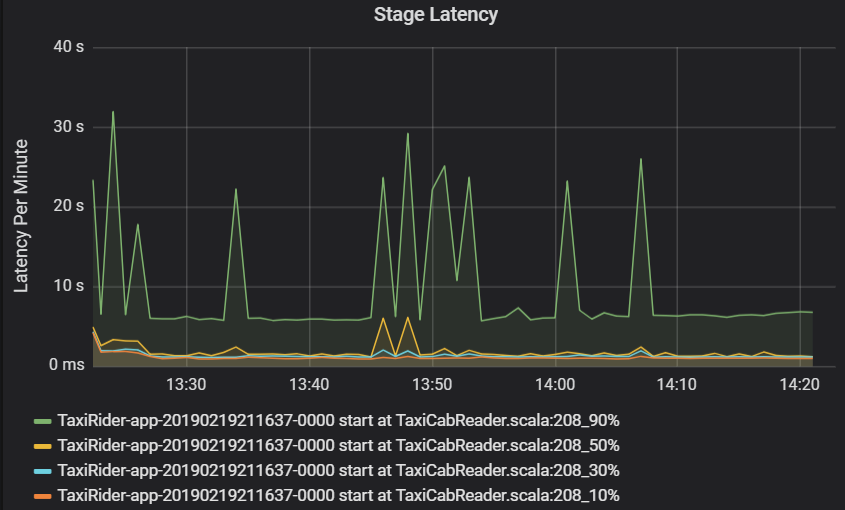 Stage Latency
Latency Per Minute
40 s
30 s
20 s
10 s
0 ms
13:30 13:40 13:50 14:00 14:10 14:20
TaxiRider-app-20190219211637-0000 start at TaxiCabReader.scala:208_90%
TaxiRider-app-20190219211637-0000 start at TaxiCabReader.scala:208_50%
TaxiRider-app-20190219211637-0000 start at TaxiCabReader.scala:208_30%
TaxiRider-app-20190219211637-0000 start at TaxiCabReader.scala:208_10%